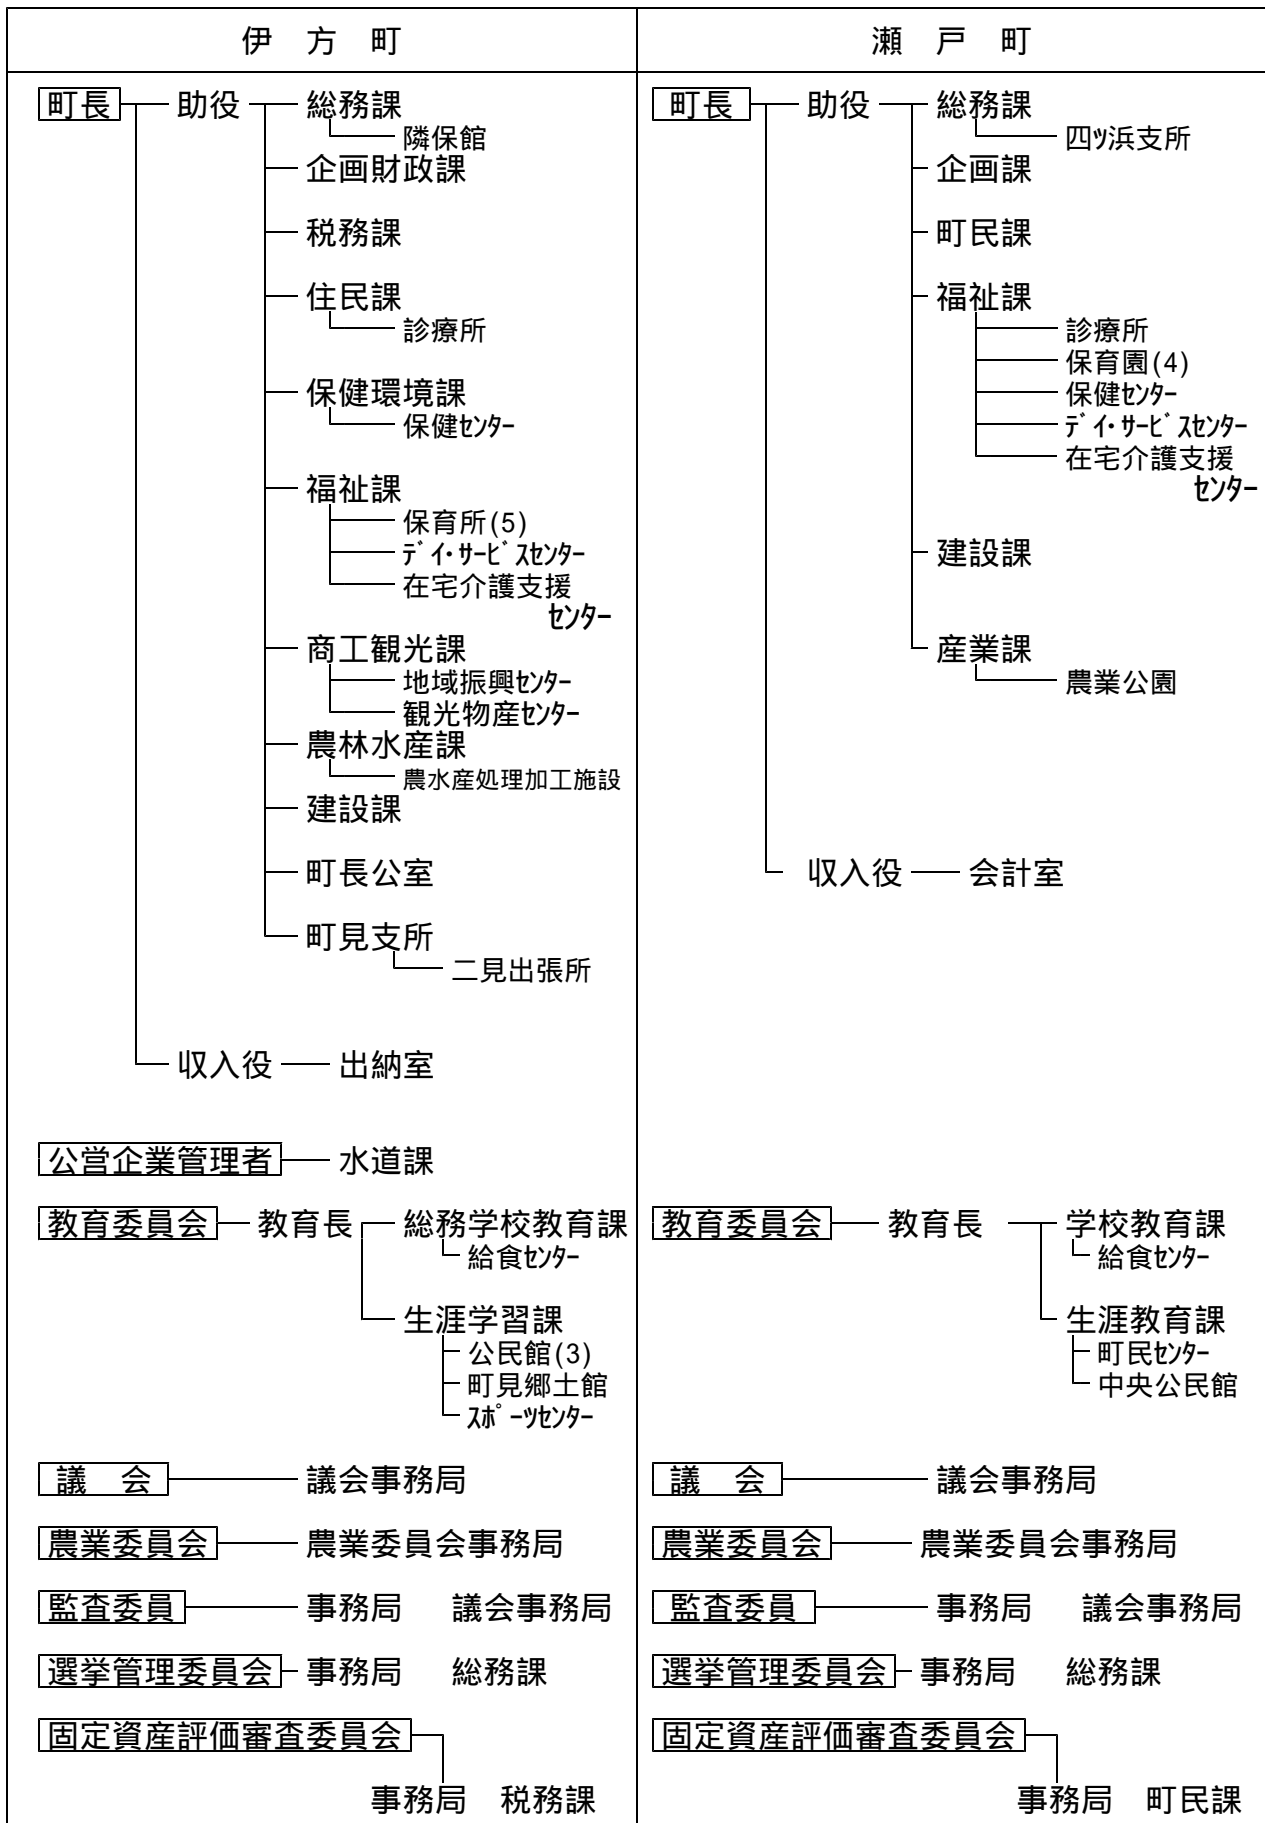 伊　方　町
町長 助役 総務課
隣保館
企画財政課
税務課
住民課
診療所
保健環境課
保健ｾﾝﾀｰ
福祉課
保育所(5)
ﾃﾞｲ･ｻｰﾋﾞｽｾﾝﾀｰ
在宅介護支援
ｾﾝﾀｰ
商工観光課
地域振興ｾﾝﾀｰ
観光物産ｾﾝﾀｰ
農林水産課
農水産処理加工施設
建設課
町長公室
町見支所
二見出張所
収入役 出納室
公営企業管理者 水道課
教育委員会 教育長 総務学校教育課
給食ｾﾝﾀｰ
生涯学習課
公民館(3)
町見郷土館
ｽﾎﾟｰﾂｾﾝﾀｰ
議　会 議会事務局
農業委員会 農業委員会事務局
監査委員 事務局 議会事務局
選挙管理委員会 事務局 総務課
固定資産評価審査委員会
事務局 税務課
瀬　戸　町
町長 助役 総務課
四ﾂ浜支所
企画課
町民課
福祉課
診療所
保育園(4)
保健ｾﾝﾀｰ
ﾃﾞｲ･ｻｰﾋﾞｽｾﾝﾀｰ
在宅介護支援
ｾﾝﾀｰ
建設課
産業課
農業公園
収入役 会計室
教育委員会 教育長 学校教育課
給食ｾﾝﾀｰ
生涯教育課
町民ｾﾝﾀｰ
中央公民館
議　会 議会事務局
農業委員会 農業委員会事務局
監査委員 事務局 議会事務局
選挙管理委員会 事務局 総務課
固定資産評価審査委員会
事務局 町民課